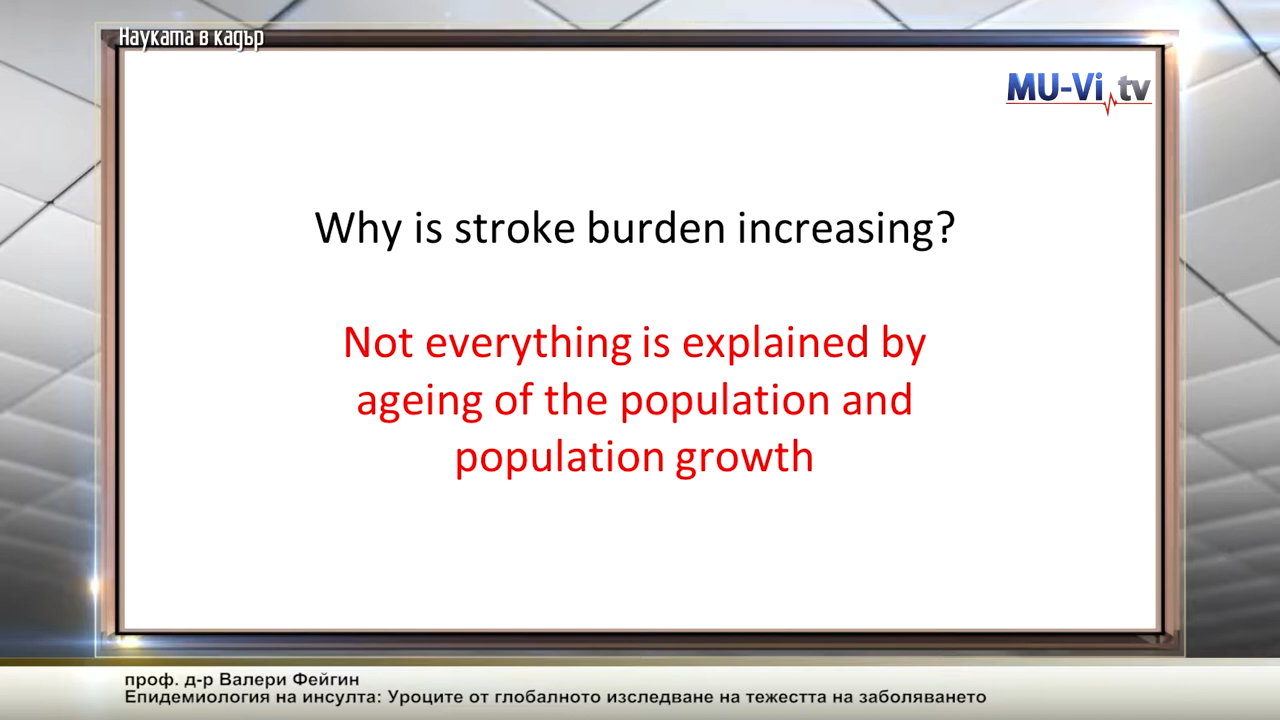 Науката в кадър
MU-Vi.tv
Why is stroke burden increasing?
Not everything is explained by
ageing of the population and
population growth
проф. д-р Валери Фейгин
Епидемиология на инсулта: Уроците от глобалното изследване на тежестта на заболяването